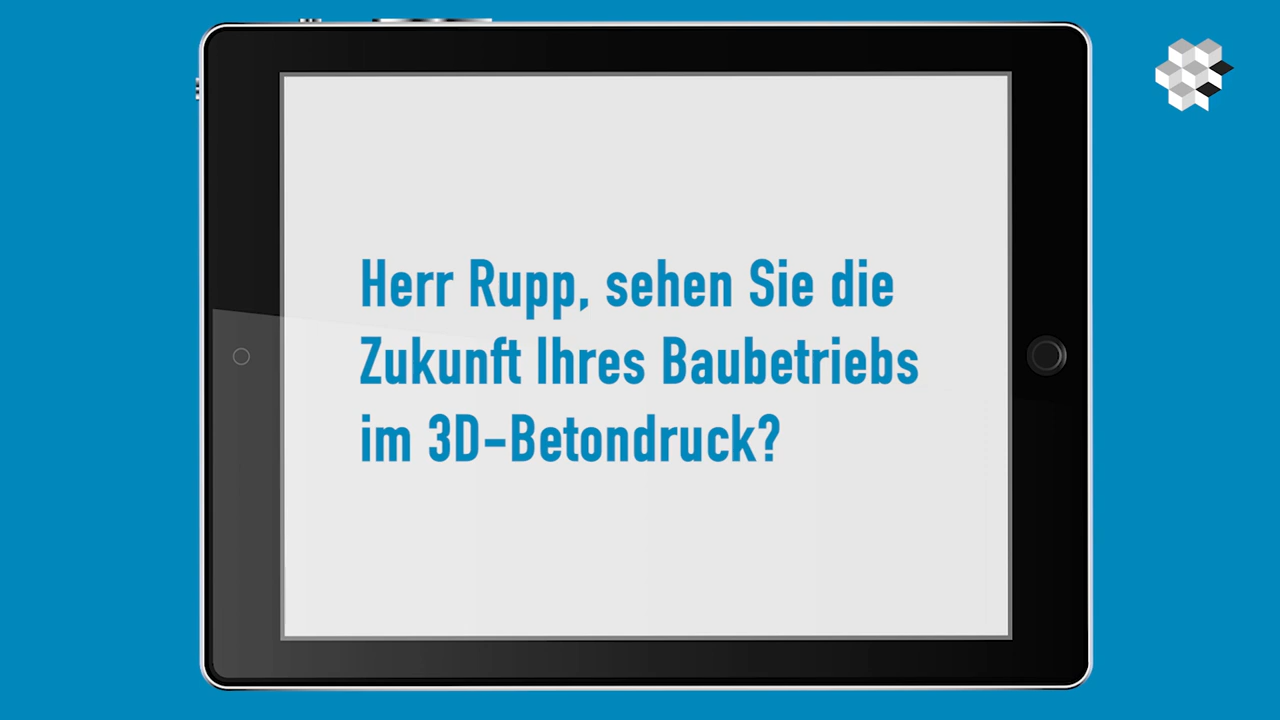 Herr Rupp, sehen Sie die
Zukunft Ihres Baubetriebs
im 3D-Betondruck?